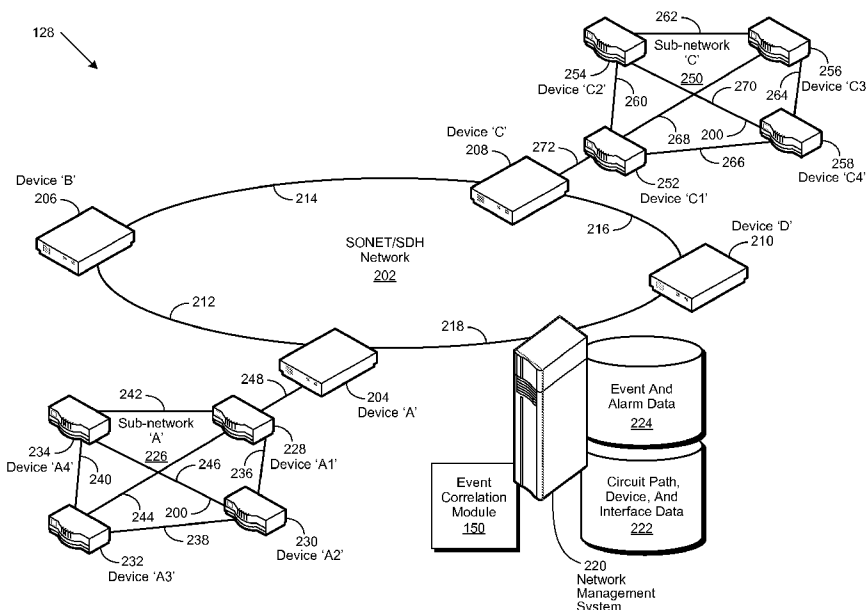 128
262
Sub-network 'C'
250
254
Device 'C2'
256
Device 'C3'
260
270
264
268
200
272
266
258
Device 'C4'
252
Device 'C1'
Device 'C'
208
Device 'B'
206
214
216
Device 'D'
210
SONET/SDH
Network
202
212
218
248
204
Device 'A'
242
Sub-network
'A'
226
234
Device 'A4'
228
Device 'A1'
236
240
246
244
200
238
230
Device 'A2'
232
Device 'A3'
Event And
Alarm Data
224
Event
Correlation
Module
150
Circuit Path,
Device, And
Interface Data
222
220
Network
Management
System